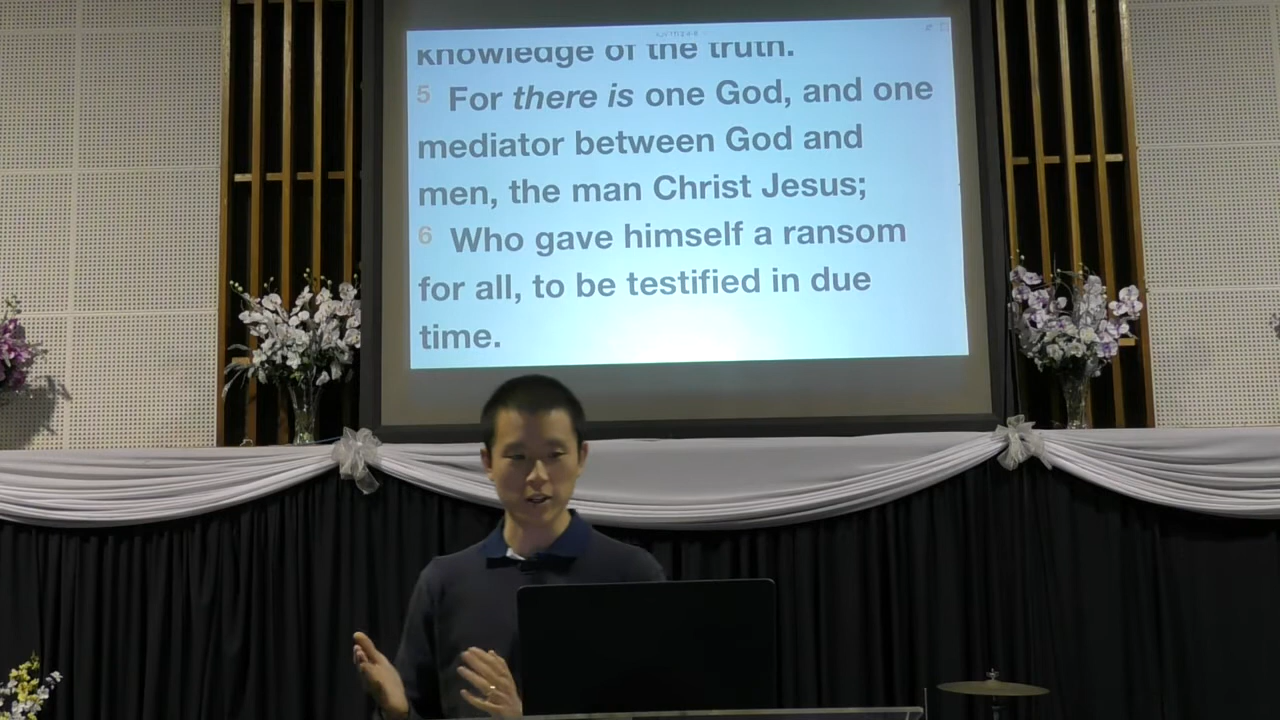 knowledge of the truth.
5 For there is one God, and one
mediator between God and
men, the man Christ Jesus;
6 Who gave himself a ransom
for all, to be testified in due
time.